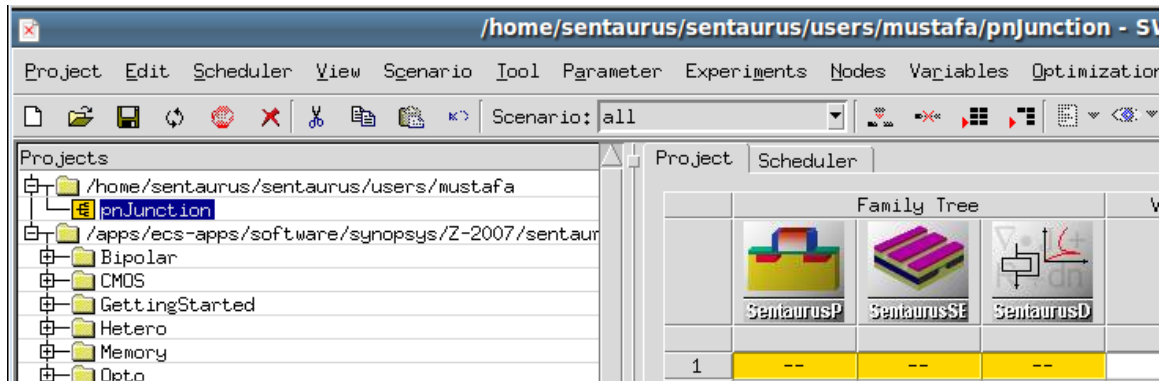 /home/sentaurus/sentaurus/users/mustafa/pnJunction - SW
Project Edit Scheduler View Scenario Tool Parameter Experiments Nodes Variables Optimization
Scenario: all
Projects
/home/sentaurus/sentaurus/users/mustafa
pnJunction
/apps/ecs-apps/software/synopsys/Z-2007/sentaur
Bipolar
CMOS
GettingStarted
Hetero
Memory
Opto
Project Scheduler
Family Tree
SentaurusP SentaurusSE SentaurusD
1 -- -- --